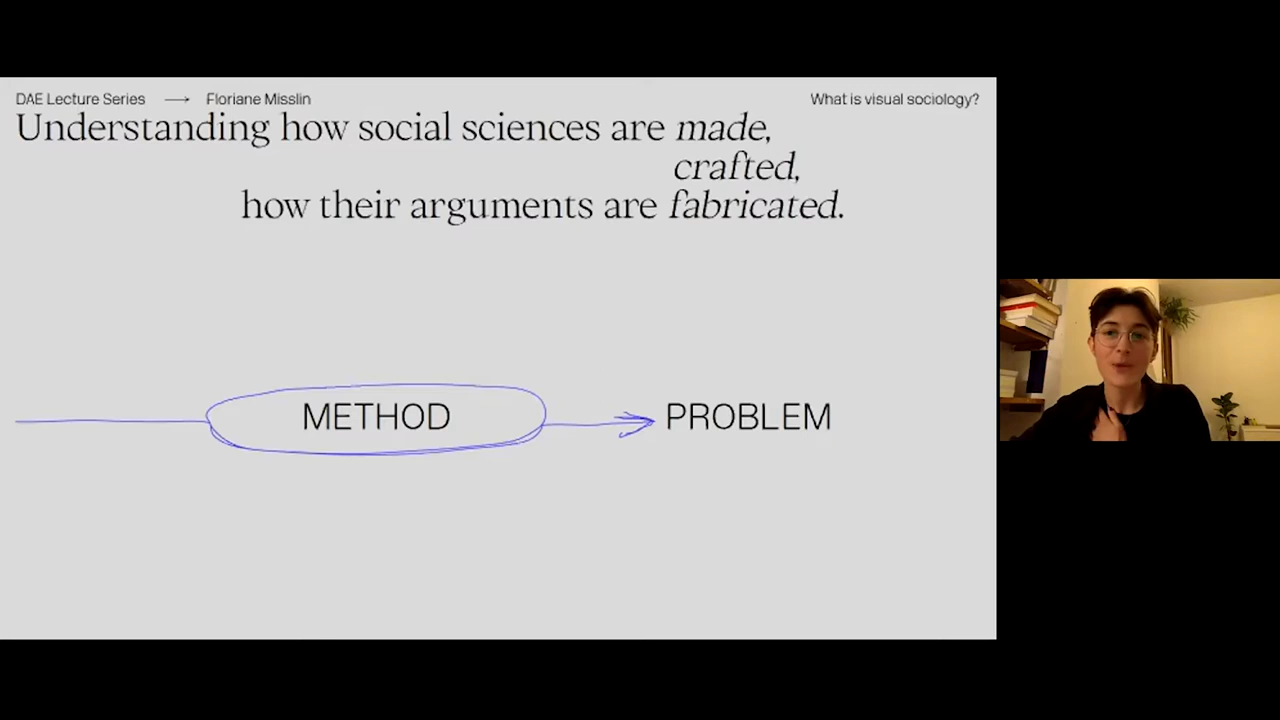 DAE Lecture Series → Floriane Misslin
What is visual sociology?
Understanding how social sciences are made,
crafted,
how their arguments are fabricated.
METHOD
PROBLEM